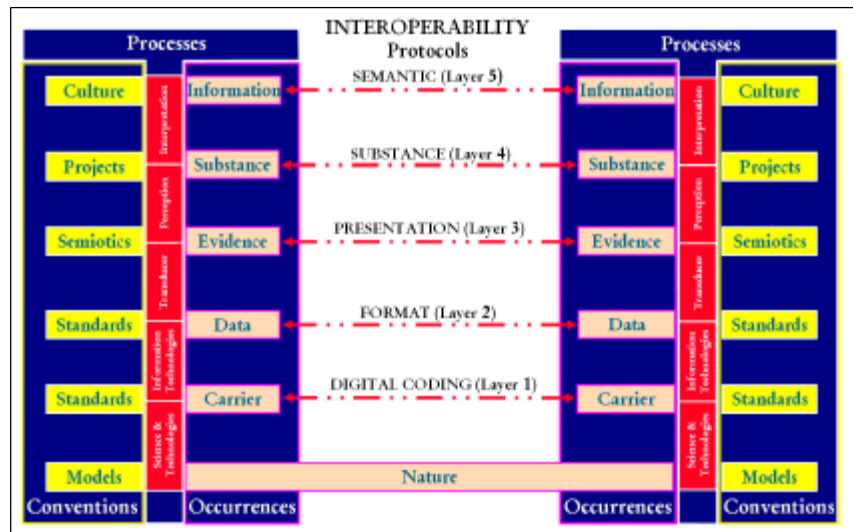 INTEROPERABILITY
Protocols
Processes
Processes
Culture
Information
SEMANTIC (Layer 5)
Information
Culture
Interpretation
Interpretation
Projects
Substance
SUBSTANCE (Layer 4)
Substance
Projects
Perception
Perception
Semiotics
Evidence
PRESENTATION (Layer 3)
Evidence
Semiotics
Transducer
Transducer
Standards
Data
FORMAT (Layer 2)
Data
Standards
Information
Technologies
Information
Technologies
Standards
Carrier
DIGITAL CODING (Layer 1)
Carrier
Standards
Science &
Technologies
Science &
Technologies
Models
Nature
Models
Conventions
Occurrences
Occurrences
Conventions